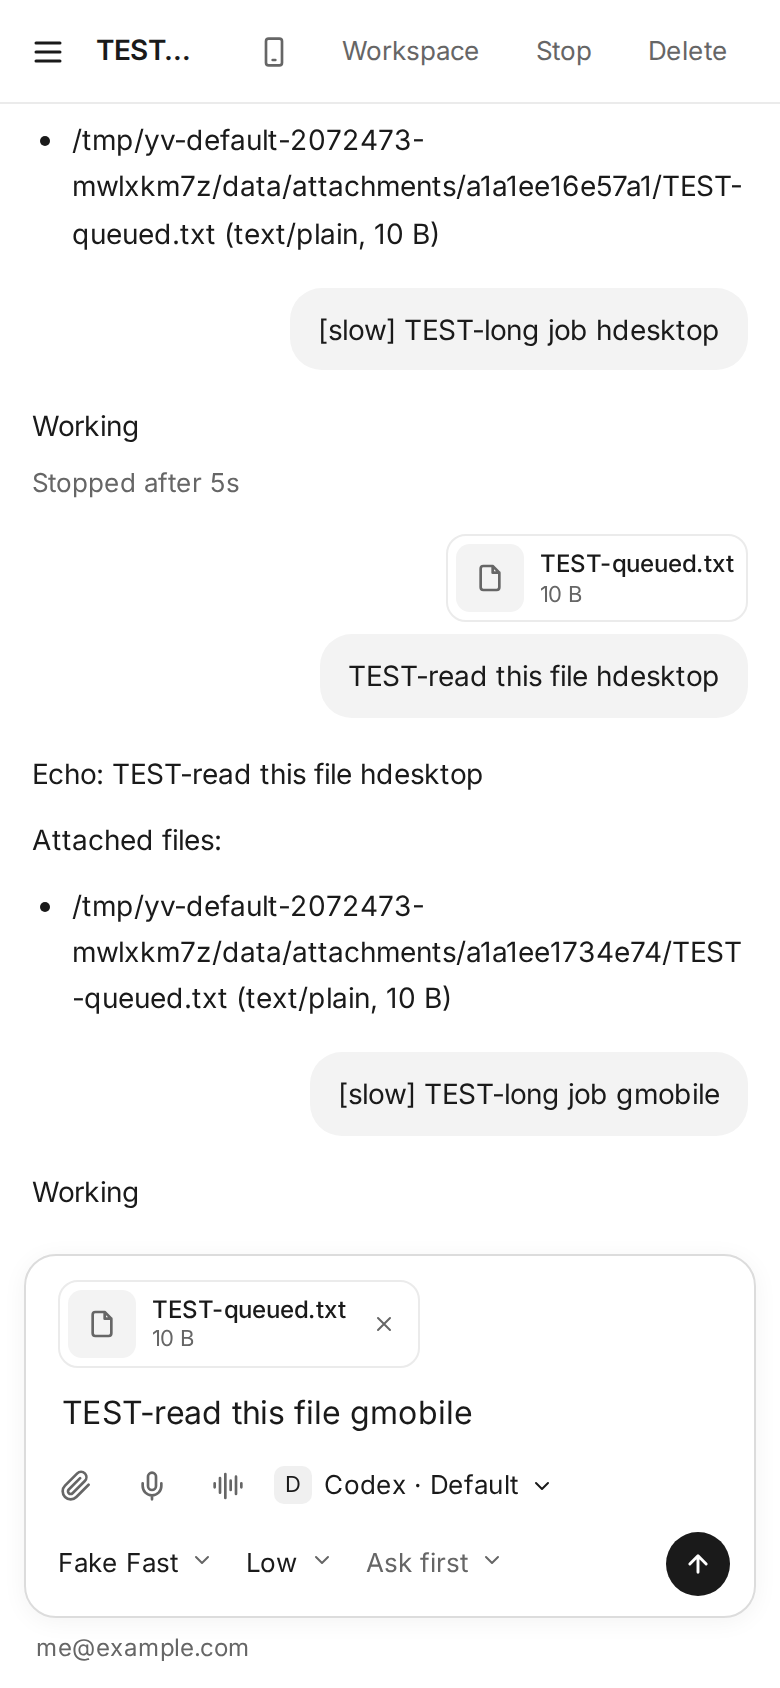 TEST...
Workspace
Stop
Delete
/tmp/yv-default-2072473-
mwlxkm7z/data/attachments/a1a1ee16e57a1/TEST-
queued.txt (text/plain, 10 B)
[slow] TEST-long job hdesktop
Working
Stopped after 5s
TEST-queued.txt
10 B
TEST-read this file hdesktop
Echo: TEST-read this file hdesktop
Attached files:
/tmp/yv-default-2072473-
mwlxkm7z/data/attachments/a1a1ee1734e74/TEST
-queued.txt (text/plain, 10 B)
[slow] TEST-long job gmobile
Working
TEST-queued.txt
10 B
TEST-read this file gmobile
D Codex · Default
Fake Fast
Low
Ask first
me@example.com